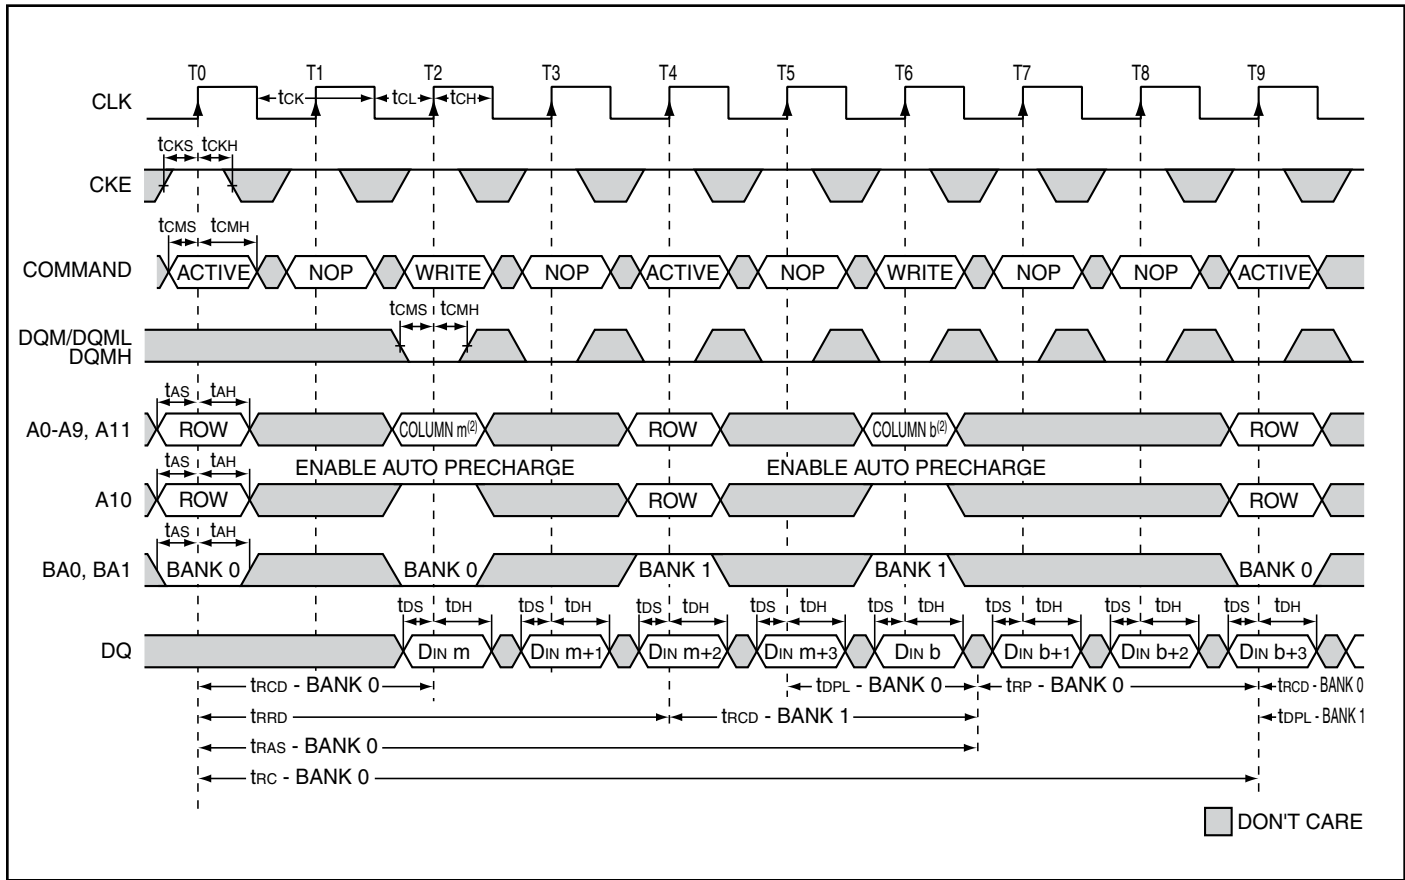 T0 T1 T2 T3 T4 T5 T6 T7 T8 T9
CLK tCK tCL tCH
tCKS tCKH
CKE
tCMS tCMH
COMMAND ACTIVE NOP WRITE NOP ACTIVE NOP WRITE NOP NOP ACTIVE
tCMS tCMH
DQM/DQML
DQMH
tAS tAH
A0-A9, A11 ROW COLUMN m(2) ROW COLUMN b(2) ROW
tAS tAH ENABLE AUTO PRECHARGE ENABLE AUTO PRECHARGE
A10 ROW ROW ROW
tAS tAH
BA0, BA1 BANK 0 BANK 0 BANK 1 BANK 1 BANK 0
tDS tDH tDS tDH tDS tDH tDS tDH tDS tDH tDS tDH tDS tDH tDS tDH
DQ DIN m DIN m+1 DIN m+2 DIN m+3 DIN b DIN b+1 DIN b+2 DIN b+3
tRCD - BANK 0 tDPL - BANK 0 tRP - BANK 0 tRCD - BANK 0
tRRD tRCD - BANK 1 tDPL - BANK 1
tRAS - BANK 0
tRC - BANK 0
DON'T CARE